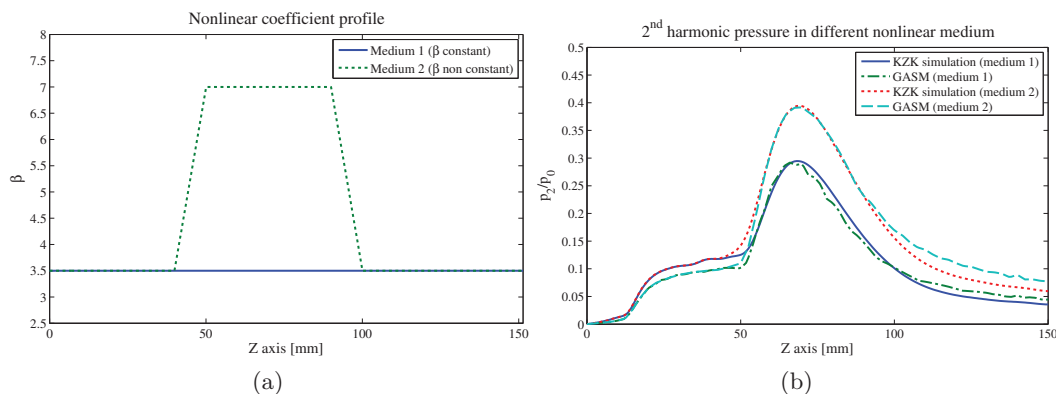 Nonlinear coefficient profile
8
7.5
7
6.5
6
5.5
5
4.5
4
3.5
3
2.5
β
0
50
100
150
Z axis [mm]
Medium 1 (β constant)
Medium 2 (β non constant)
(a)
2nd harmonic pressure in different nonlinear medium
0.5
0.45
0.4
0.35
0.3
0.25
0.2
0.15
0.1
0.05
0
p2/p0
0
50
100
150
Z axis [mm]
KZK simulation (medium 1)
GASM (medium 1)
KZK simulation (medium 2)
GASM (medium 2)
(b)